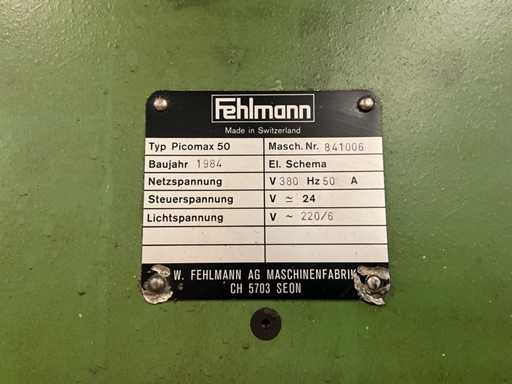 Fehlmann
Made in Switzerland
Typ Picomax 50 Masch. Nr. 841006
Baujahr 1984 El. Schema
Netzspannung V 380 Hz 50 A
Steuerspannung V ≃ 24
Lichtspannung V ~ 220/6
W. FEHLMANN AG MASCHINENFABRIK
CH 5703 SEON